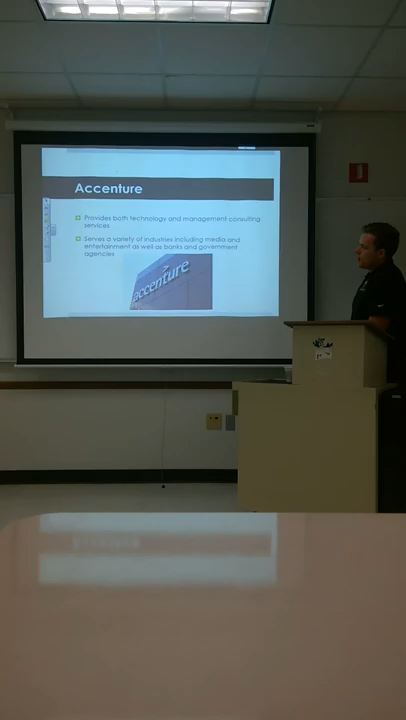 Accenture
Provides both technology and management consulting
services
Serves a variety of industries including media and
entertainment as well as banks and government
agencies
accenture